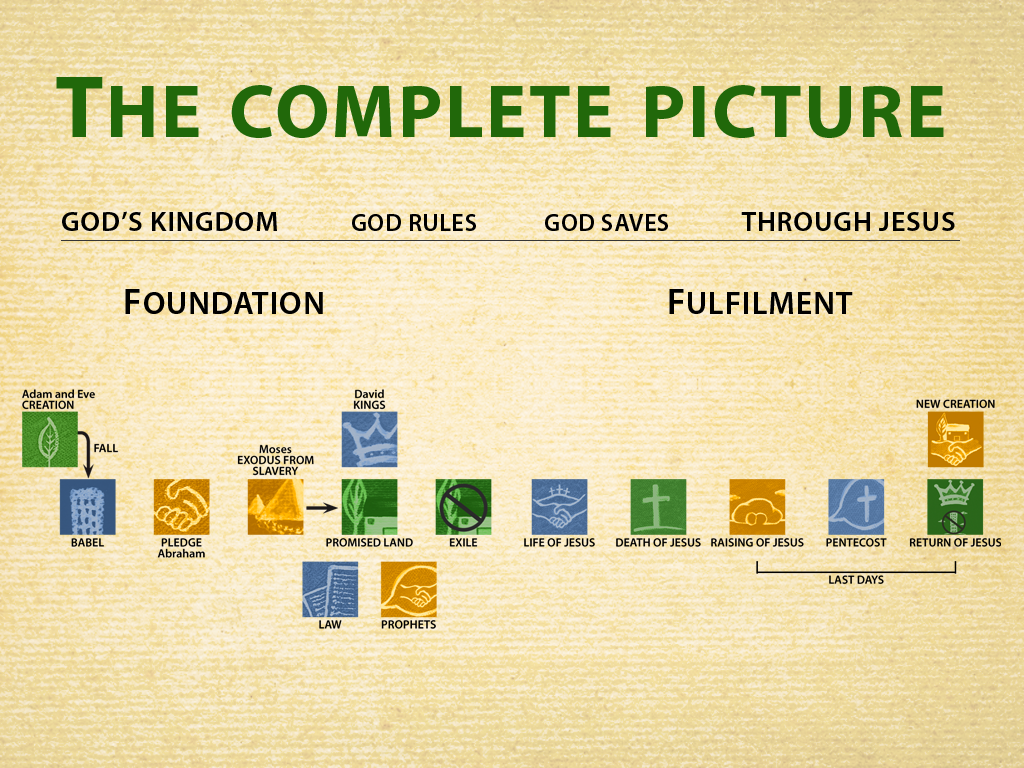 THE COMPLETE PICTURE
GOD'S KINGDOM GOD RULES GOD SAVES THROUGH JESUS
FOUNDATION FULFILMENT
Adam and Eve
CREATION
FALL
BABEL
PLEDGE
Abraham
Moses
EXODUS FROM
SLAVERY
David
KINGS
PROMISED LAND
LAW
PROPHETS
EXILE
LIFE OF JESUS
DEATH OF JESUS
RAISING OF JESUS
PENTECOST
NEW CREATION
RETURN OF JESUS
LAST DAYS